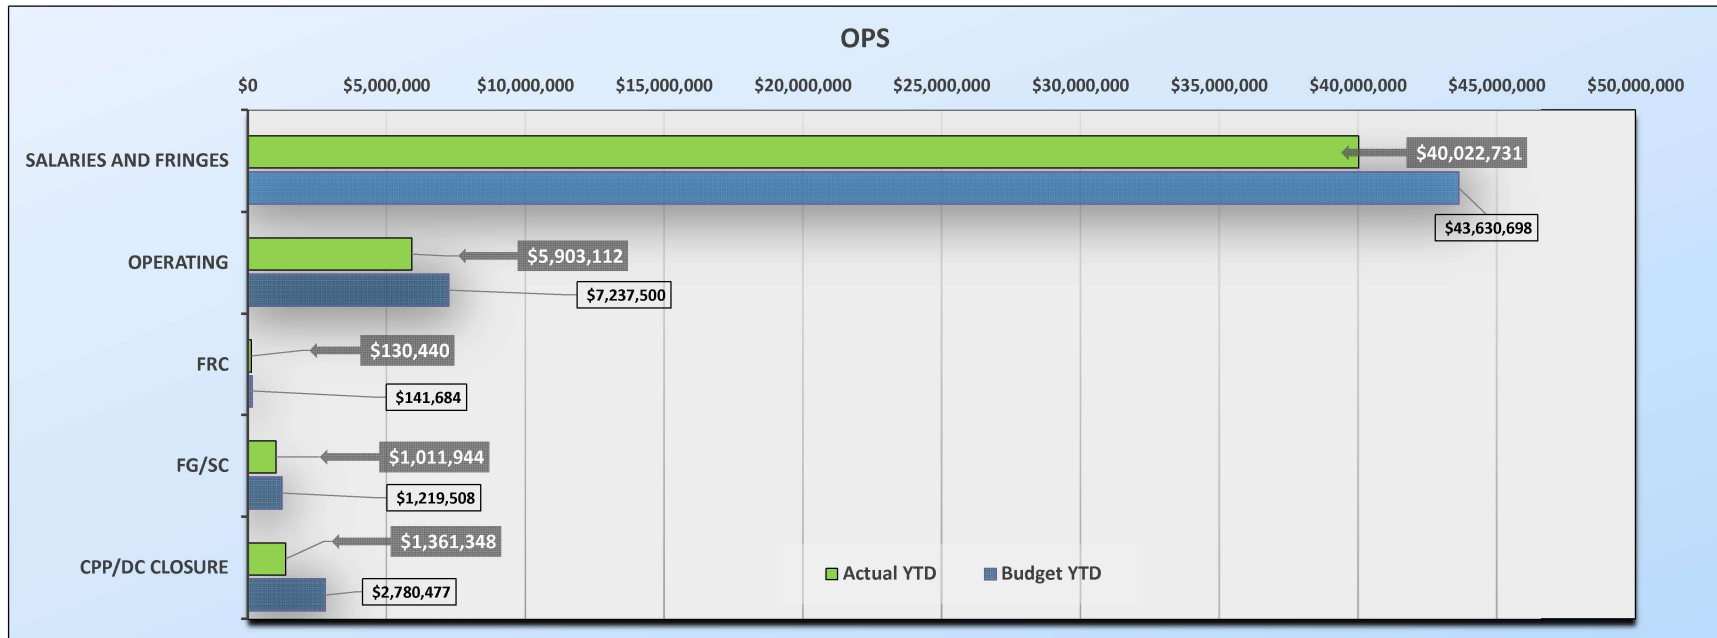 OPS
$0 $5,000,000 $10,000,000 $15,000,000 $20,000,000 $25,000,000 $30,000,000 $35,000,000 $40,000,000 $45,000,000 $50,000,000
SALARIES AND FRINGES
$40,022,731
$43,630,698
OPERATING
$5,903,112
$7,237,500
FRC
$130,440
$141,684
FG/SC
$1,011,944
$1,219,508
CPP/DC CLOSURE
$1,361,348
$2,780,477
Actual YTD Budget YTD